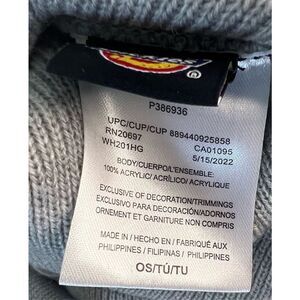 P386936
UPC/CUP/CUP 889440925858
RN20697 CA01095
WH201HG 5/15/2022
BODY/CUERPO/L'ENSEMBLE:
100% ACRYLIC/ACRÍLICO/ACRYLIQUE
EXCLUSIVE OF DECORATION/TRIMMINGS
EXCLUSIVO PARA DECORACIÓN/ADORNOS
ORNEMENT ET GARNITURE NON COMPRIS
MADE IN / HECHO EN / FABRIQUÉ AUX
PHILIPPINES / FILIPINAS / PHILIPPINES
OS/TÚ/TU